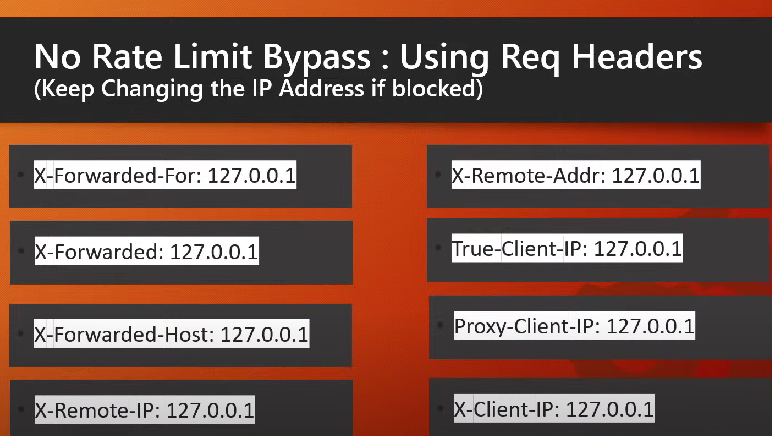 No Rate Limit Bypass : Using Req Headers
(Keep Changing the IP Address if blocked)
• X-Forwarded-For: 127.0.0.1
• X-Forwarded: 127.0.0.1
• X-Forwarded-Host: 127.0.0.1
• X-Remote-IP: 127.0.0.1
• X-Remote-Addr: 127.0.0.1
• True-Client-IP: 127.0.0.1
• Proxy-Client-IP: 127.0.0.1
• X-Client-IP: 127.0.0.1